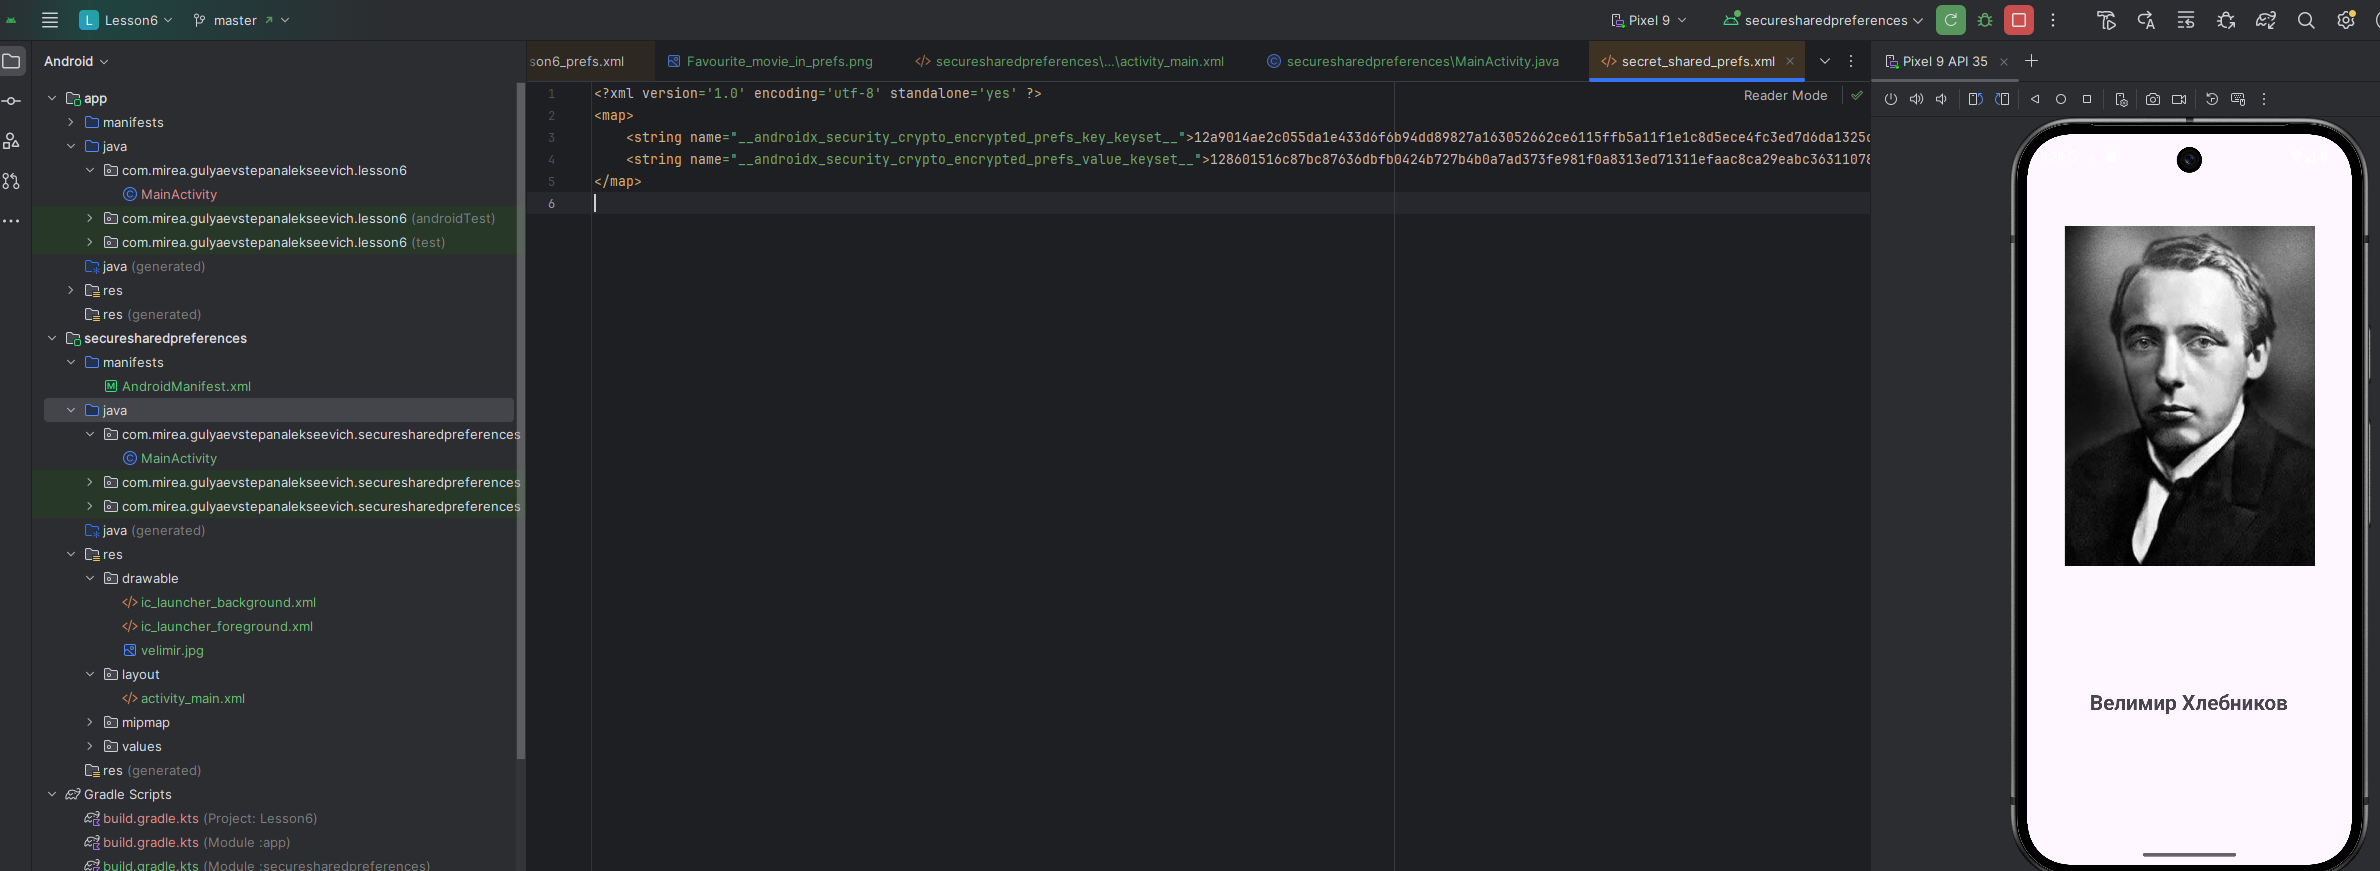 L Lesson6 master Pixel 9 securesharedpreferences
Android
app
manifests
java
com.mirea.gulyaevstepanalekseevich.lesson6
MainActivity
com.mirea.gulyaevstepanalekseevich.lesson6 (androidTest)
com.mirea.gulyaevstepanalekseevich.lesson6 (test)
java (generated)
res
res (generated)
securesharedpreferences
manifests
AndroidManifest.xml
java
com.mirea.gulyaevstepanalekseevich.securesharedpreferences
MainActivity
com.mirea.gulyaevstepanalekseevich.securesharedpreferences
com.mirea.gulyaevstepanalekseevich.securesharedpreferences
java (generated)
res
drawable
ic_launcher_background.xml
ic_launcher_foreground.xml
velimir.jpg
layout
activity_main.xml
mipmap
values
res (generated)
Gradle Scripts
build.gradle.kts (Project: Lesson6)
build.gradle.kts (Module :app)
build.gradle.kts (Module :securesharedpreferences)
son6_prefs.xml Favourite_movie_in_prefs.png securesharedpreferences\...\activity_main.xml securesharedpreferences\MainActivity.java secret_shared_prefs.xml
Reader Mode
1 <?xml version='1.0' encoding='utf-8' standalone='yes' ?>
2 <map>
3 <string name="__androidx_security_crypto_encrypted_prefs_key_keyset__">12a9014ae2c055da1e433d6f6b94dd89827a163052662ce6115ffb5a11f1e1c8d5ece4fc3ed7d6da1325d
4 <string name="__androidx_security_crypto_encrypted_prefs_value_keyset__">128601516c87bc87636dbfb0424b727b4b0a7ad373fe981f0a8313ed71311efaac8ca29eabc36311078
5 </map>
6
Pixel 9 API 35
Велимир Хлебников